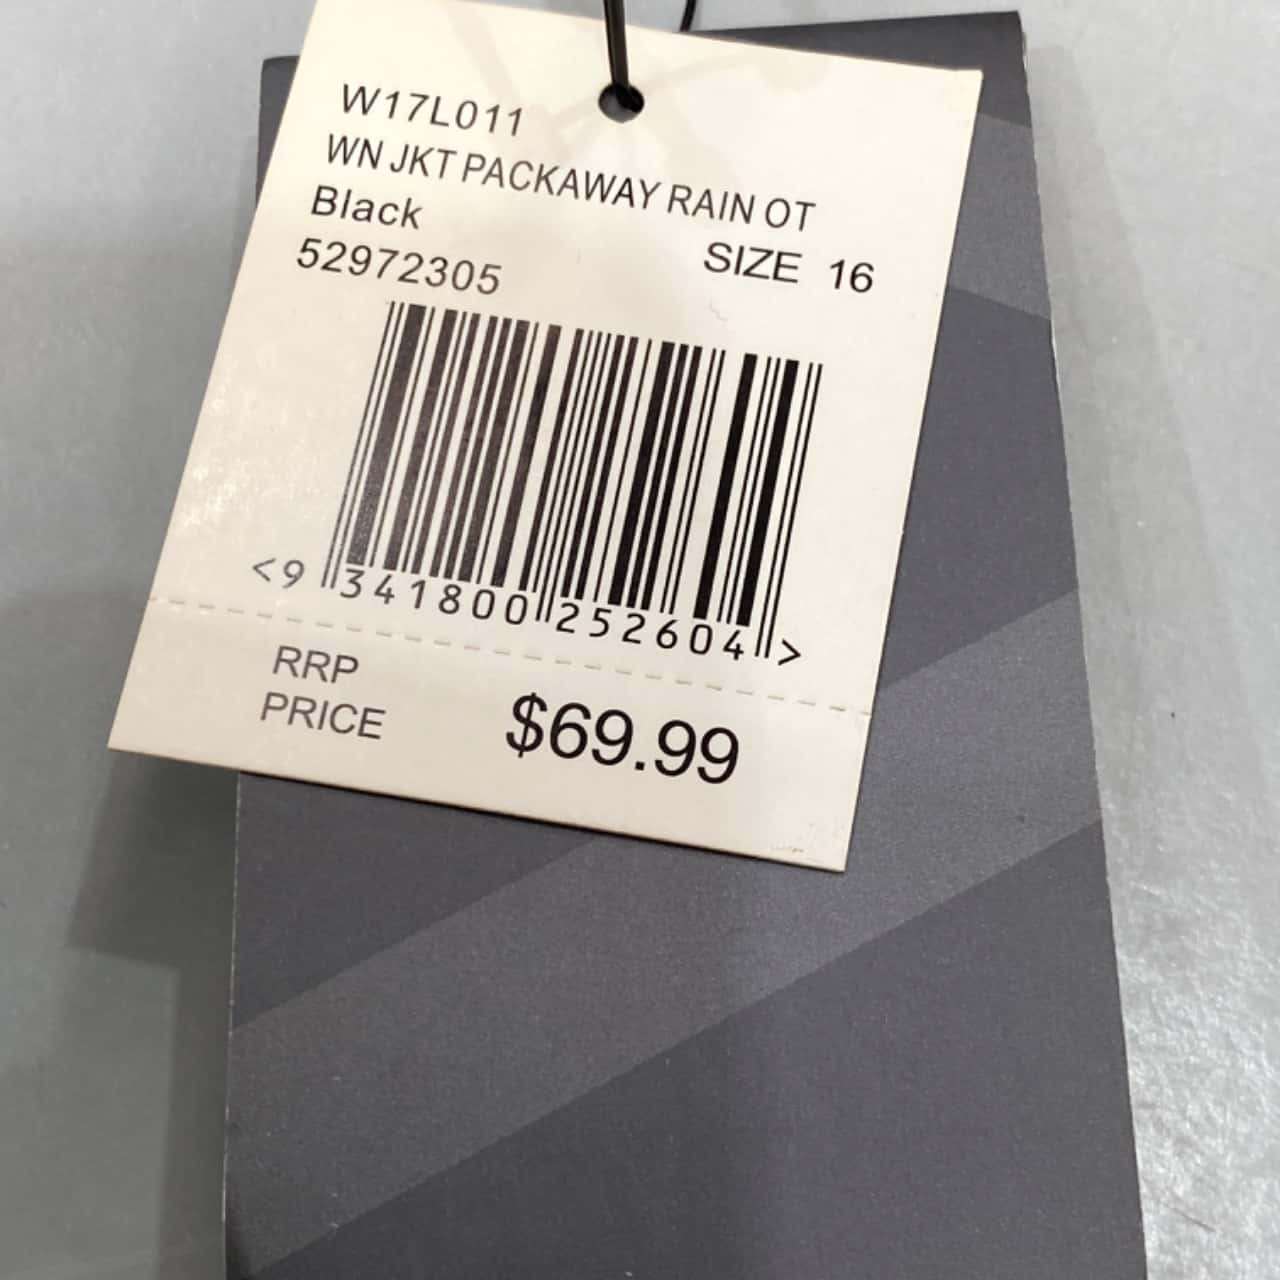 W17L011
WN JKT PACKAWAY RAIN OT
Black
52972305 SIZE 16
<9 341800 252604>
RRP
PRICE $69.99